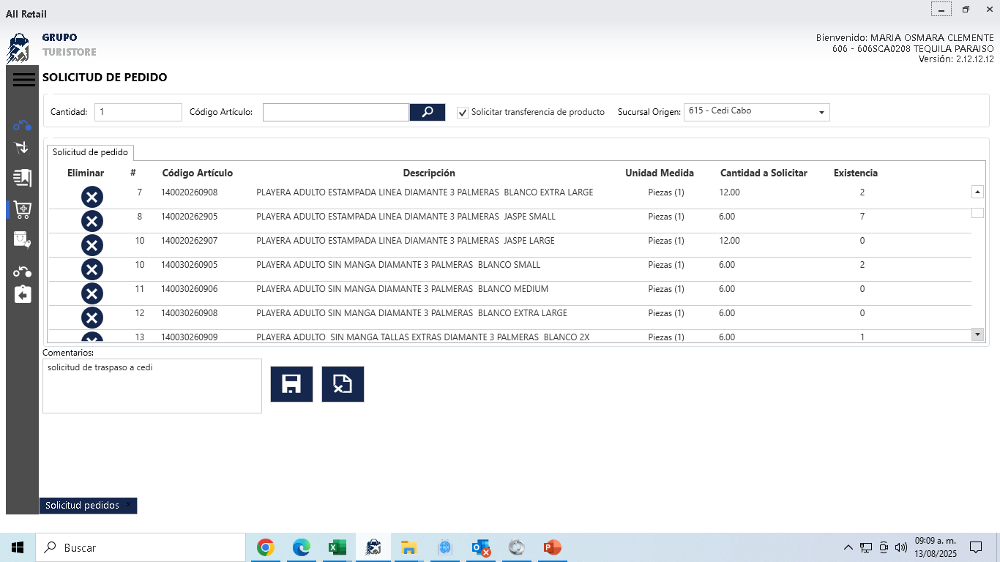 All Retail
GRUPO
TURISTORE
Bienvenido: MARIA OSMARA CLEMENTE
606 - 606SCA0208 TEQUILA PARAISO
Versión: 2.12.12.12
SOLICITUD DE PEDIDO
Cantidad: 1 Código Artículo: Solicitar transferencia de producto Sucursal Origen: 615 - Cedi Cabo
Solicitud de pedido
Eliminar # Código Artículo Descripción Unidad Medida Cantidad a Solicitar Existencia
7 140020260908 PLAYERA ADULTO ESTAMPADA LINEA DIAMANTE 3 PALMERAS  BLANCO EXTRA LARGE Piezas (1) 12.00 2
8 140020262905 PLAYERA ADULTO ESTAMPADA LINEA DIAMANTE 3 PALMERAS  JASPE SMALL Piezas (1) 6.00 7
10 140020262907 PLAYERA ADULTO ESTAMPADA LINEA DIAMANTE 3 PALMERAS  JASPE LARGE Piezas (1) 12.00 0
10 140030260905 PLAYERA ADULTO SIN MANGA DIAMANTE 3 PALMERAS  BLANCO SMALL Piezas (1) 6.00 2
11 140030260906 PLAYERA ADULTO SIN MANGA DIAMANTE 3 PALMERAS  BLANCO MEDIUM Piezas (1) 6.00 0
12 140030260908 PLAYERA ADULTO SIN MANGA DIAMANTE 3 PALMERAS  BLANCO EXTRA LARGE Piezas (1) 6.00 0
13 140030260909 PLAYERA ADULTO  SIN MANGA TALLAS EXTRAS DIAMANTE 3 PALMERAS  BLANCO 2X Piezas (1) 6.00 1
Comentarios:
solicitud de traspaso a cedi
Solicitud pedidos x
Buscar
09:09 a. m.
13/08/2025